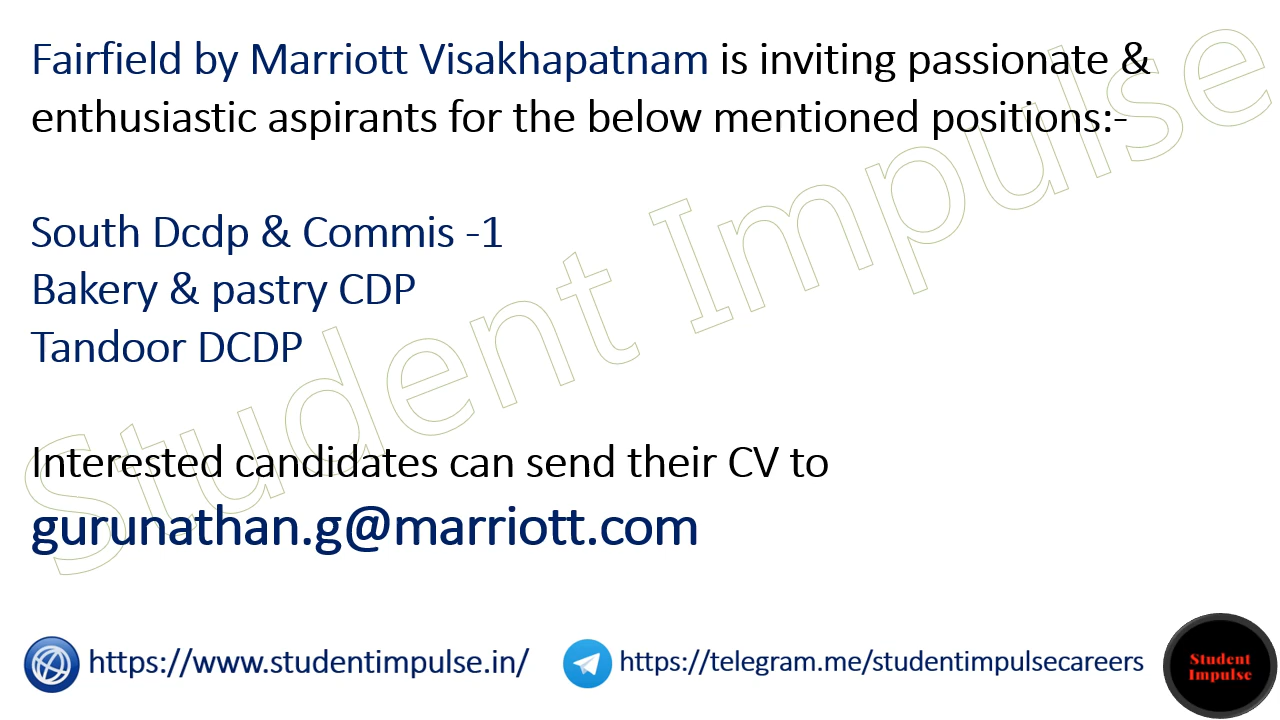 Fairfield by Marriott Visakhapatnam is inviting passionate &
enthusiastic aspirants for the below mentioned positions:-
South Dcdp & Commis -1
Bakery & pastry CDP
Tandoor DCDP
Interested candidates can send their CV to
gurunathan.g@marriott.com
Student Impulse
https://www.studentimpulse.in/
https://telegram.me/studentimpulsecareers
Student
Impulse